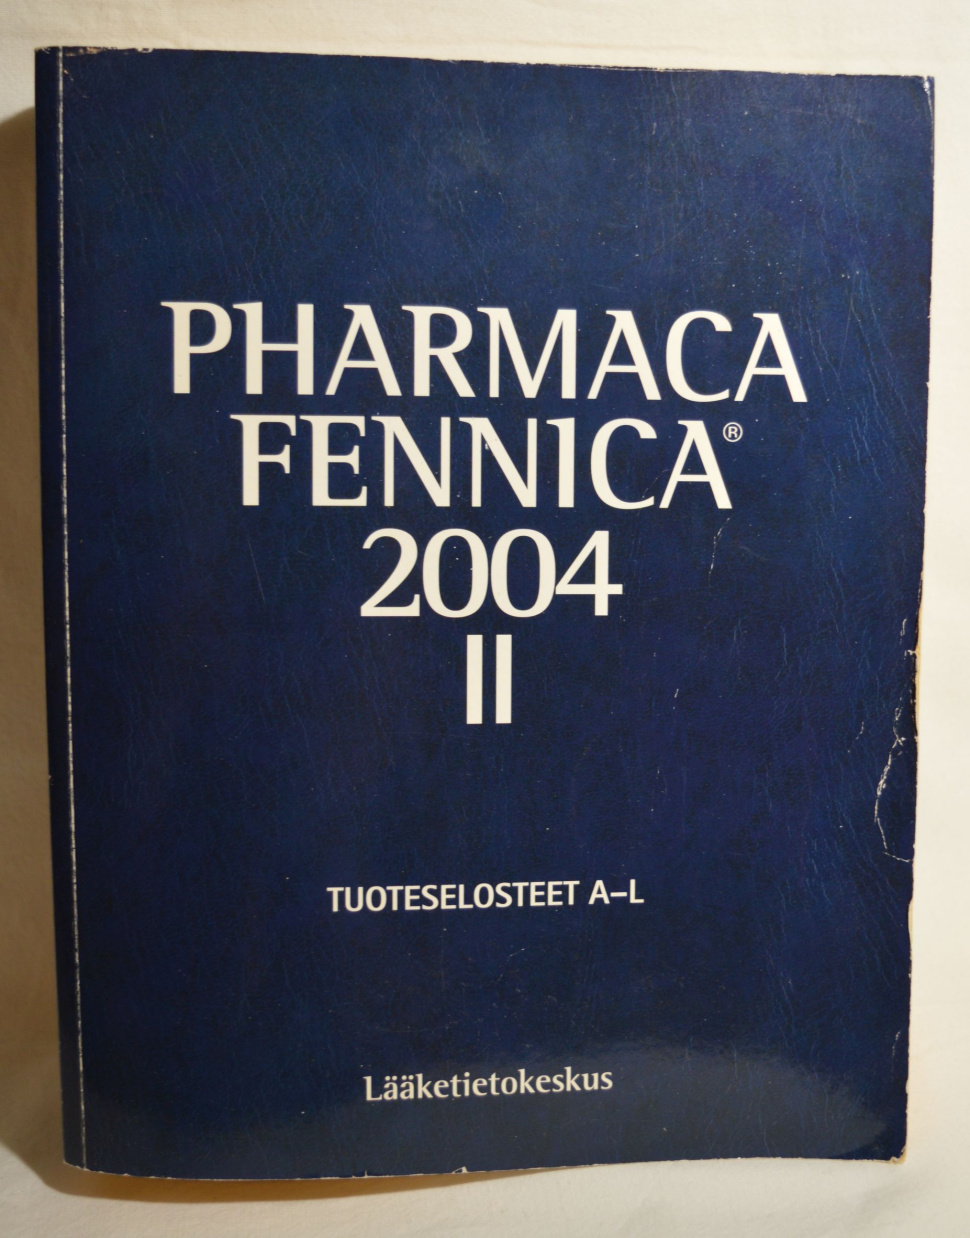 PHARMACA
FENNICA®
2004
II
TUOTESELOSTEET A–L
Lääketietokeskus